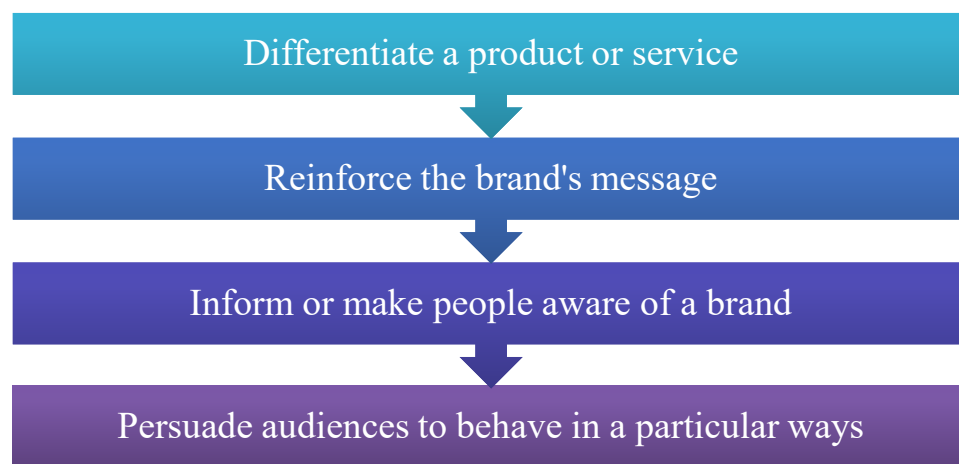 Differentiate a product or service
Reinforce the brand's message
Inform or make people aware of a brand
Persuade audiences to behave in a particular ways